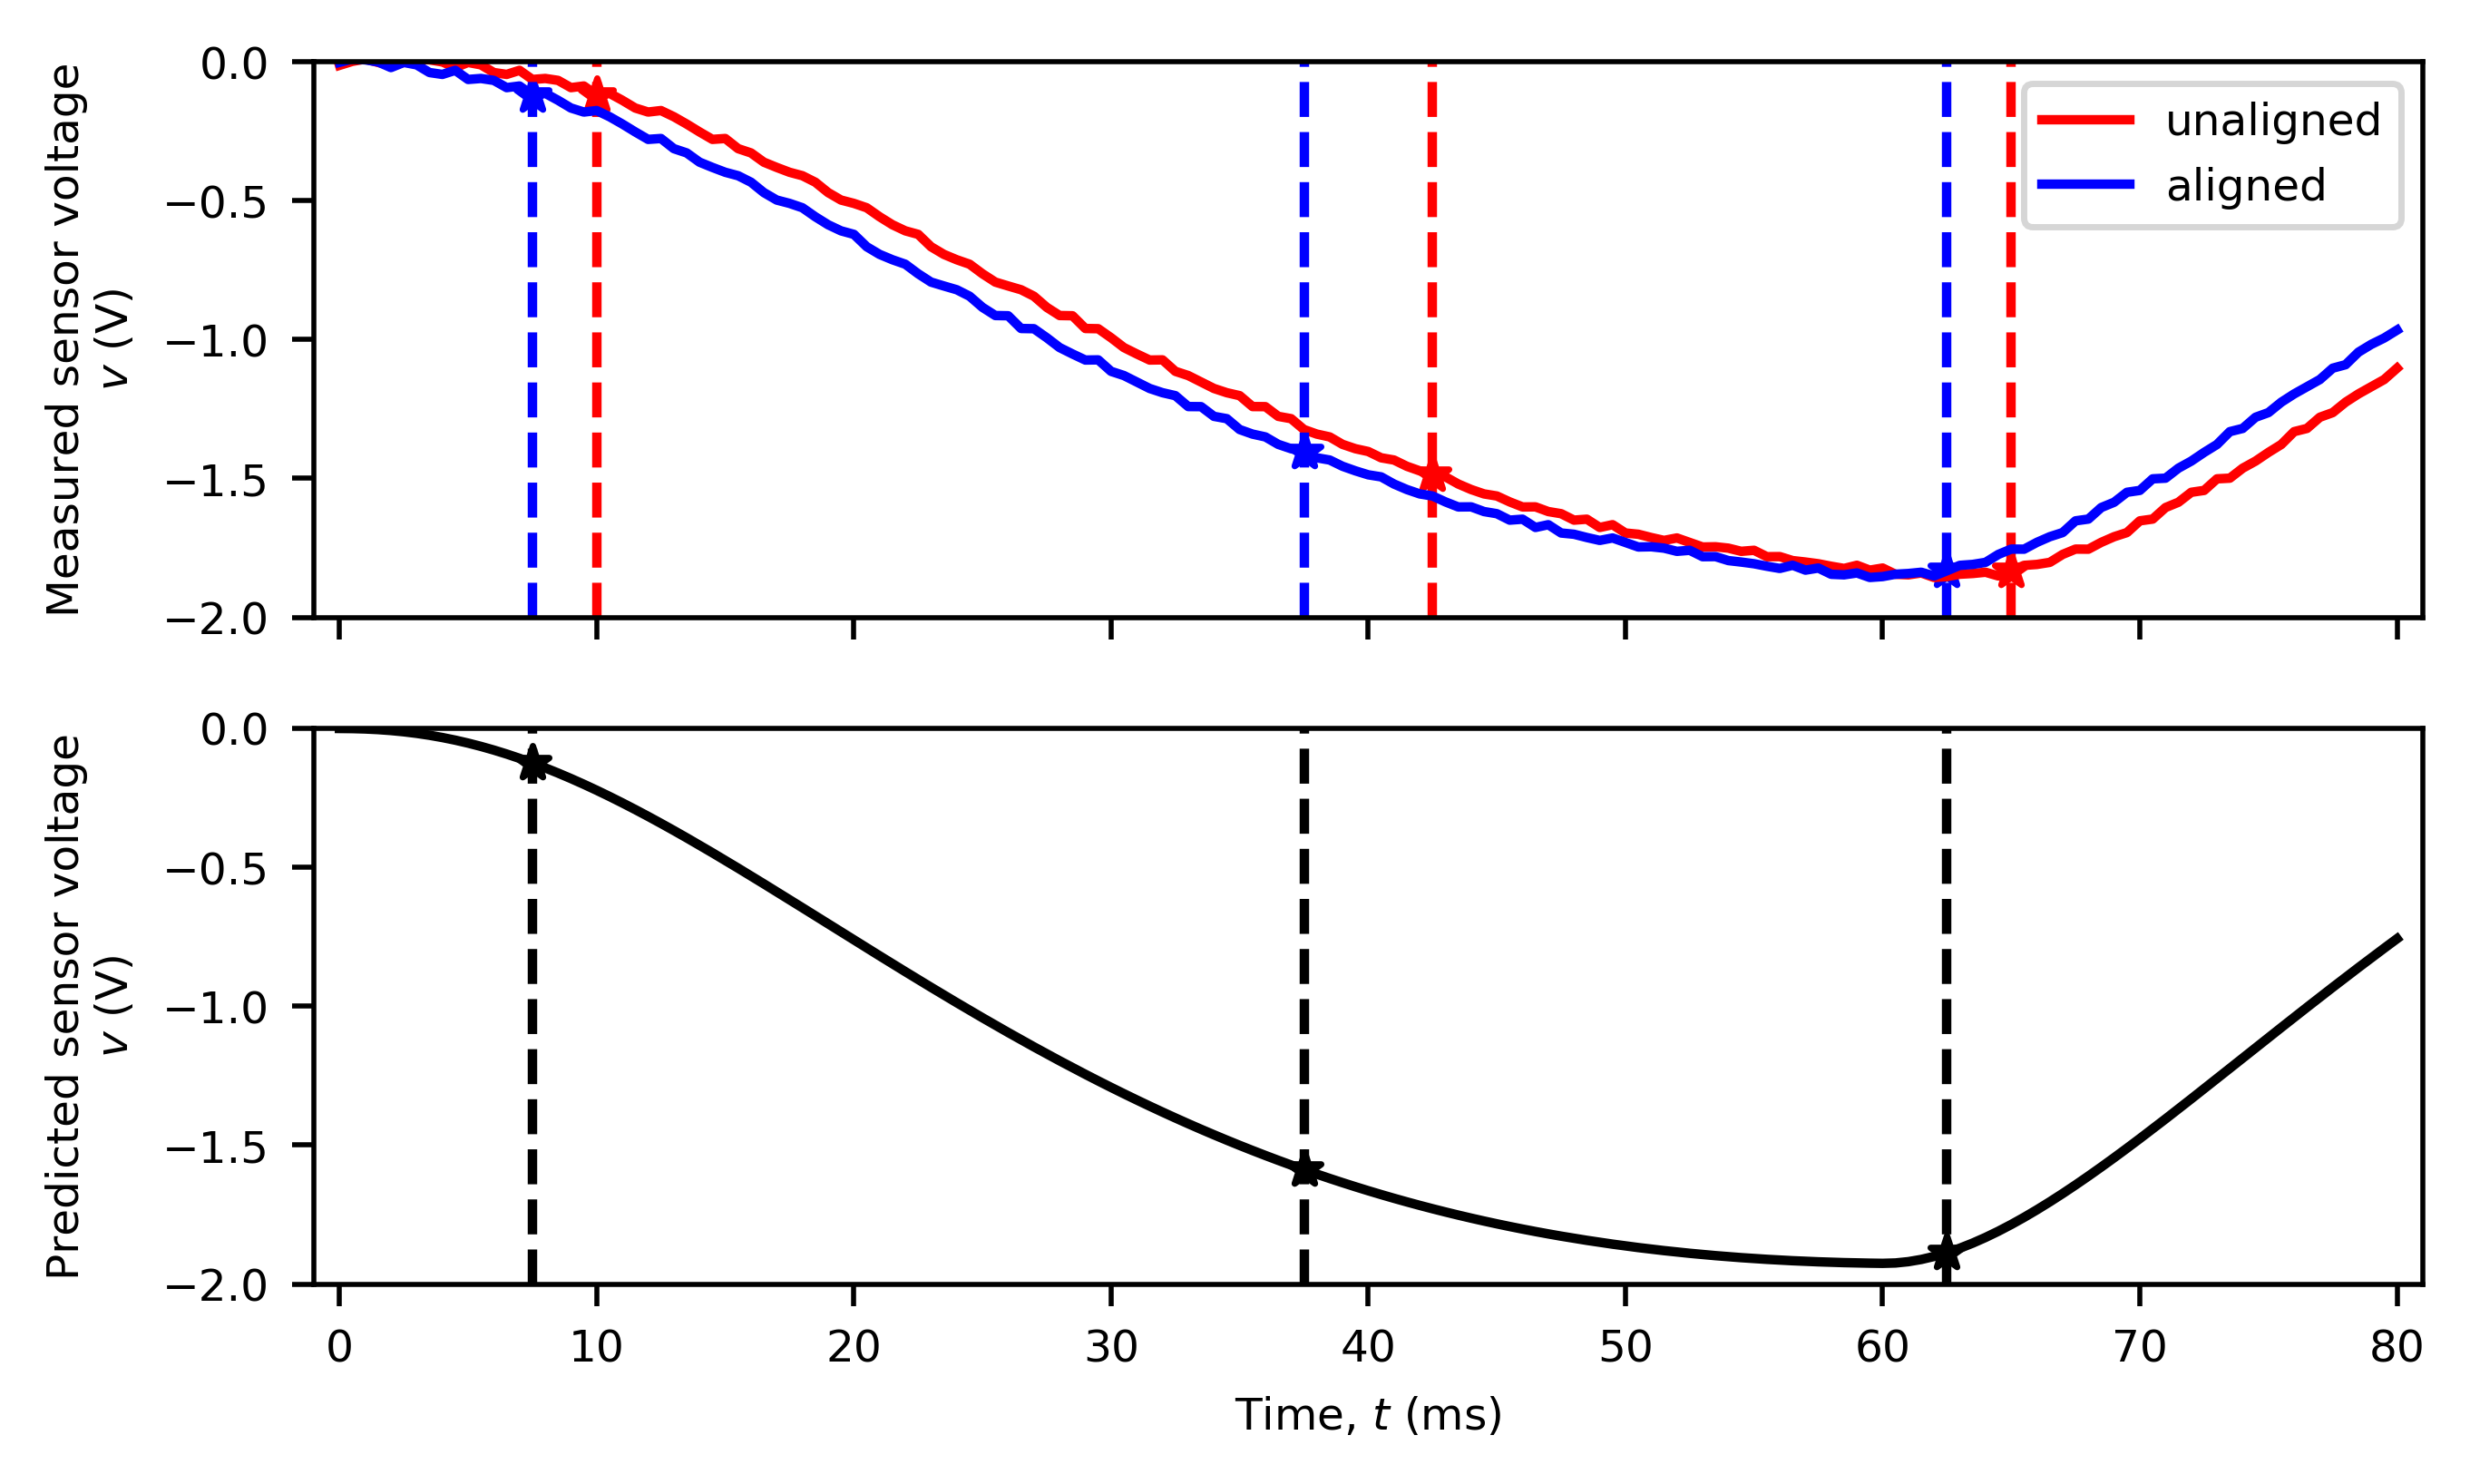 Measured sensor voltage
v (V)
0.0
−0.5
−1.0
−1.5
−2.0
unaligned
aligned
Predicted sensor voltage
v (V)
0.0
−0.5
−1.0
−1.5
−2.0
0 10 20 30 40 50 60 70 80
Time, t (ms)